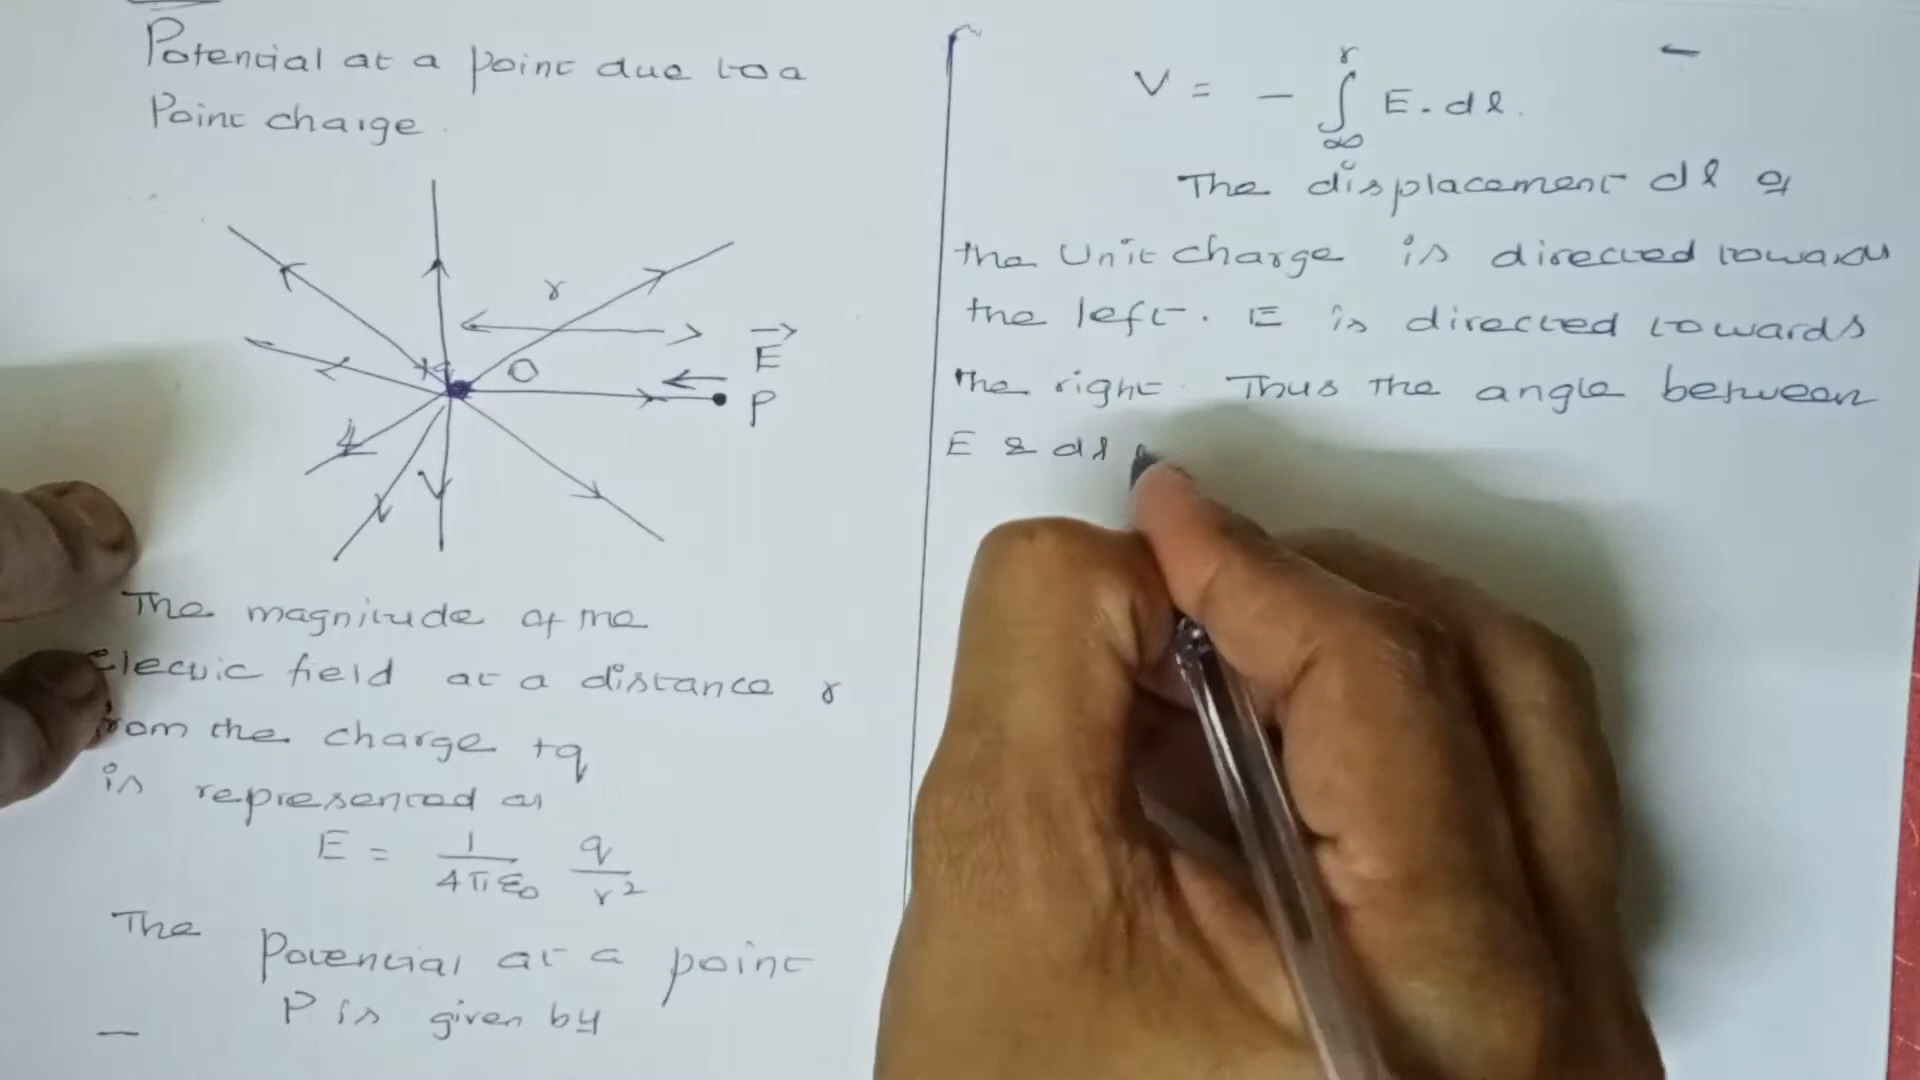 Potential at a point due to a
Point charge.
r
+q
O
E
P
The magnitude of the
Electric field at a distance r
from the charge +q
is represented as
E = 1/4πε₀ q/r²
The Potential at a point
P is given by
V = - ∫ʳ∞ E. dl.
The displacement dl of
the Unit charge is directed towards
the left. E is directed towards
the right. Thus the angle between
E & dl